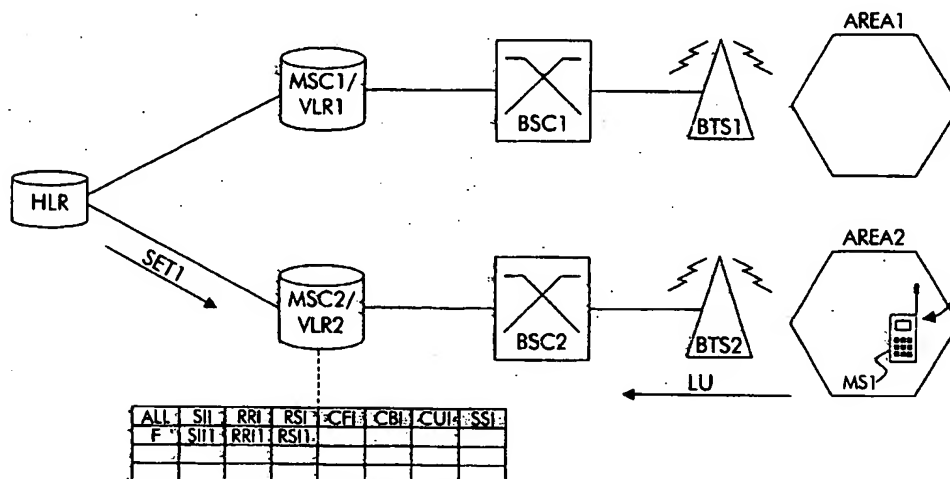 AREA1
MSC1/
VLR1
BSC1
BTS1
HLR
SET1
AREA2
MSC2/
VLR2
BSC2
BTS2
MS1
LU
ALL SII RRI RSI CFI CBI CUI SSI
F SII1 RRI1 RSI1